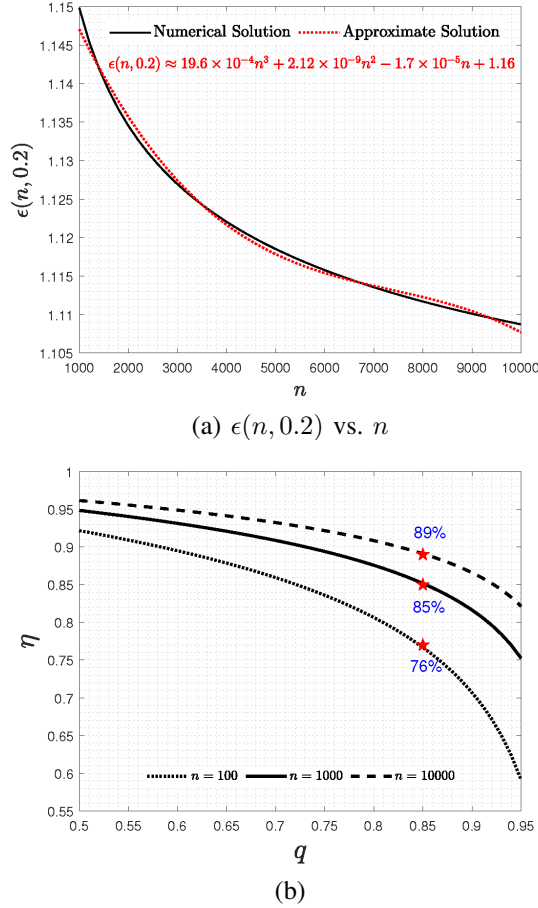 1.15
Numerical Solution Approximate Solution
ϵ(n, 0.2) ≈ 19.6 × 10⁻⁴n³ + 2.12 × 10⁻⁹n² − 1.7 × 10⁻⁵n + 1.16
1.145
1.14
1.135
1.13
1.125
1.12
1.115
1.11
1.105
ϵ(n, 0.2)
1000 2000 3000 4000 5000 6000 7000 8000 9000 10000
n
(a) ϵ(n, 0.2) vs. n
1
0.95
0.9
0.85
0.8
0.75
0.7
0.65
0.6
0.55
η
89%
85%
76%
n = 100 n = 1000 n = 10000
0.5 0.55 0.6 0.65 0.7 0.75 0.8 0.85 0.9 0.95
q
(b)